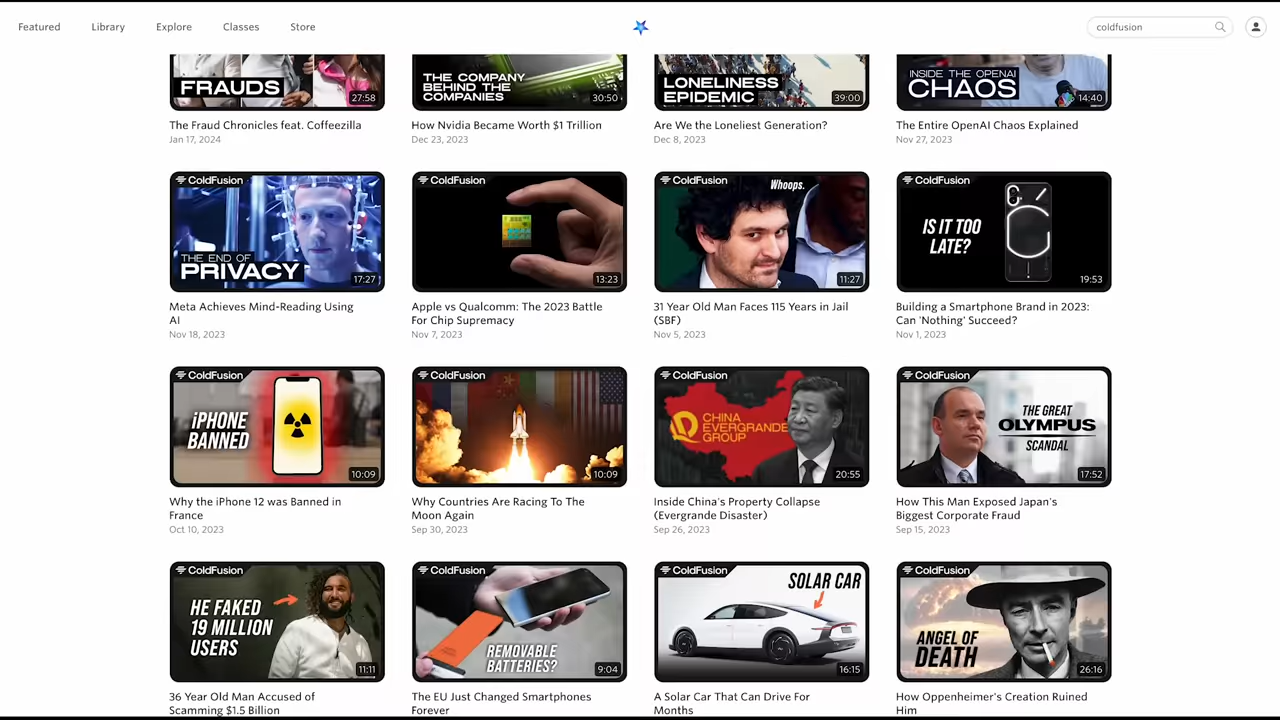 Featured Library Explore Classes Store coldfusion
FRAUDS
27:58
THE COMPANY
BEHIND THE
COMPANIES
30:50
LONELINESS
EPIDEMIC
39:00
INSIDE THE OPENAI
CHAOS
14:40
The Fraud Chronicles feat. Coffeezilla
Jan 17, 2024
How Nvidia Became Worth $1 Trillion
Dec 23, 2023
Are We the Loneliest Generation?
Dec 8, 2023
The Entire OpenAI Chaos Explained
Nov 27, 2023
ColdFusion
THE END OF
PRIVACY
17:27
Meta Achieves Mind-Reading Using
AI
Nov 18, 2023
ColdFusion
13:23
Apple vs Qualcomm: The 2023 Battle
For Chip Supremacy
Nov 7, 2023
ColdFusion
Whoops.
11:27
31 Year Old Man Faces 115 Years in Jail
(SBF)
Nov 5, 2023
ColdFusion
IS IT TOO
LATE?
19:53
Building a Smartphone Brand in 2023:
Can 'Nothing' Succeed?
Nov 1, 2023
ColdFusion
iPHONE
BANNED
10:09
Why the iPhone 12 was Banned in
France
Oct 10, 2023
ColdFusion
10:09
Why Countries Are Racing To The
Moon Again
Sep 30, 2023
ColdFusion
CHINA
EVERGRANDE
GROUP
20:55
Inside China's Property Collapse
(Evergrande Disaster)
Sep 26, 2023
ColdFusion
THE GREAT
OLYMPUS
SCANDAL
17:52
How This Man Exposed Japan's
Biggest Corporate Fraud
Sep 15, 2023
ColdFusion
HE FAKED
19 MILLION
USERS
11:11
36 Year Old Man Accused of
Scamming $1.5 Billion
ColdFusion
REMOVABLE
BATTERIES?
9:04
The EU Just Changed Smartphones
Forever
ColdFusion
SOLAR CAR
16:15
A Solar Car That Can Drive For
Months
ColdFusion
ANGEL OF
DEATH
26:16
How Oppenheimer's Creation Ruined
Him